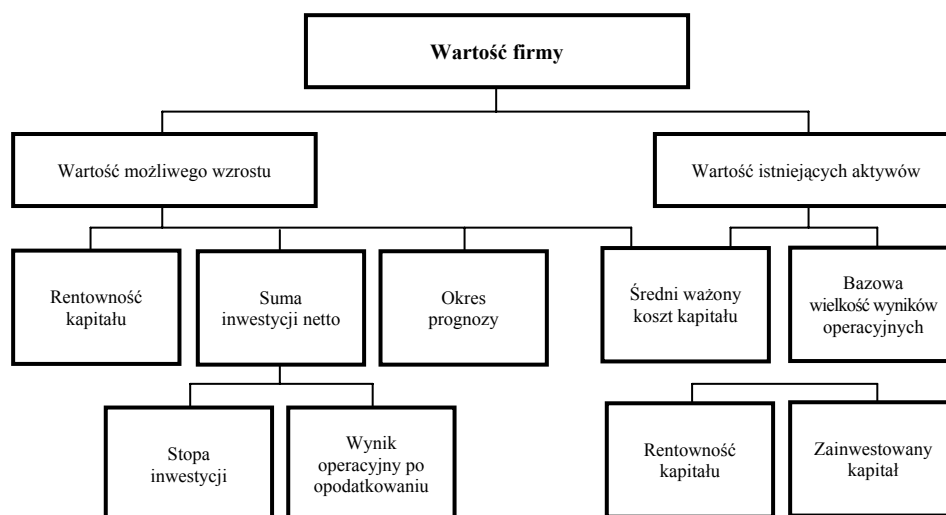 Wartość firmy
Wartość możliwego wzrostu
Wartość istniejących aktywów
Rentowność
kapitału
Suma
inwestycji netto
Okres
prognozy
Średni ważony
koszt kapitału
Bazowa
wielkość wyników
operacyjnych
Stopa
inwestycji
Wynik
operacyjny po
opodatkowaniu
Rentowność
kapitału
Zainwestowany
kapitał